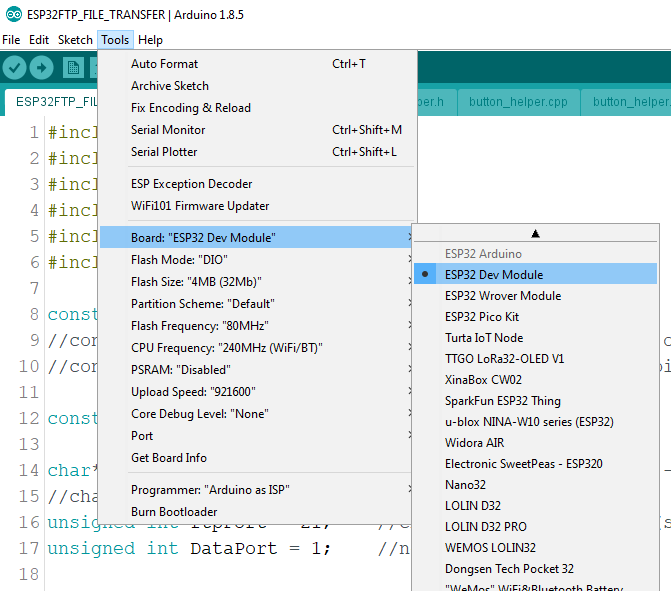 ESP32FTP_FILE_TRANSFER | Arduino 1.8.5
File Edit Sketch Tools Help
ESP32FTP_FIL
per.h button_helper.cpp button_helper.
Auto Format Ctrl+T
Archive Sketch
Fix Encoding & Reload
Serial Monitor Ctrl+Shift+M
Serial Plotter Ctrl+Shift+L
ESP Exception Decoder
WiFi101 Firmware Updater
Board: "ESP32 Dev Module"
Flash Mode: "DIO"
Flash Size: "4MB (32Mb)"
Partition Scheme: "Default"
Flash Frequency: "80MHz"
CPU Frequency: "240MHz (WiFi/BT)"
PSRAM: "Disabled"
Upload Speed: "921600"
Core Debug Level: "None"
Port
Get Board Info
Programmer: "Arduino as ISP"
Burn Bootloader
ESP32 Arduino
ESP32 Dev Module
ESP32 Wrover Module
ESP32 Pico Kit
Turta IoT Node
TTGO LoRa32-OLED V1
XinaBox CW02
SparkFun ESP32 Thing
u-blox NINA-W10 series (ESP32)
Widora AIR
Electronic SweetPeas - ESP320
Nano32
LOLIN D32
LOLIN D32 PRO
WEMOS LOLIN32
Dongsen Tech Pocket 32
"WeMos" WiFi&Bluetooth Battery
1 #incl
2 #incl
3 #incl
4 #incl
5 #incl
6 #incl
7
8 const
9 //con
10 //con
11
12 const
13
14 char*
15 //cha
16 unsigned int
17 unsigned int DataPort = 1; //n
18